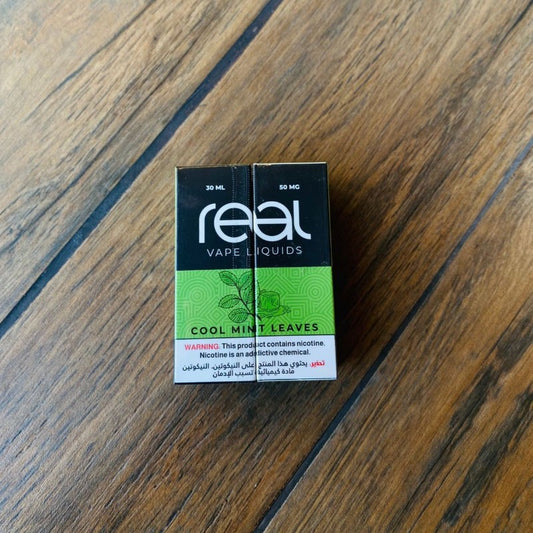 30 ML 50 MG
real
VAPE LIQUIDS
COOL MINT LEAVES
WARNING. This product contains nicotine.
Nicotine is an addictive chemical.
تحذير. يحتوي هذا المنتج على النيكوتين. النيكوتين
مادة كيميائية تسبب الإدمان